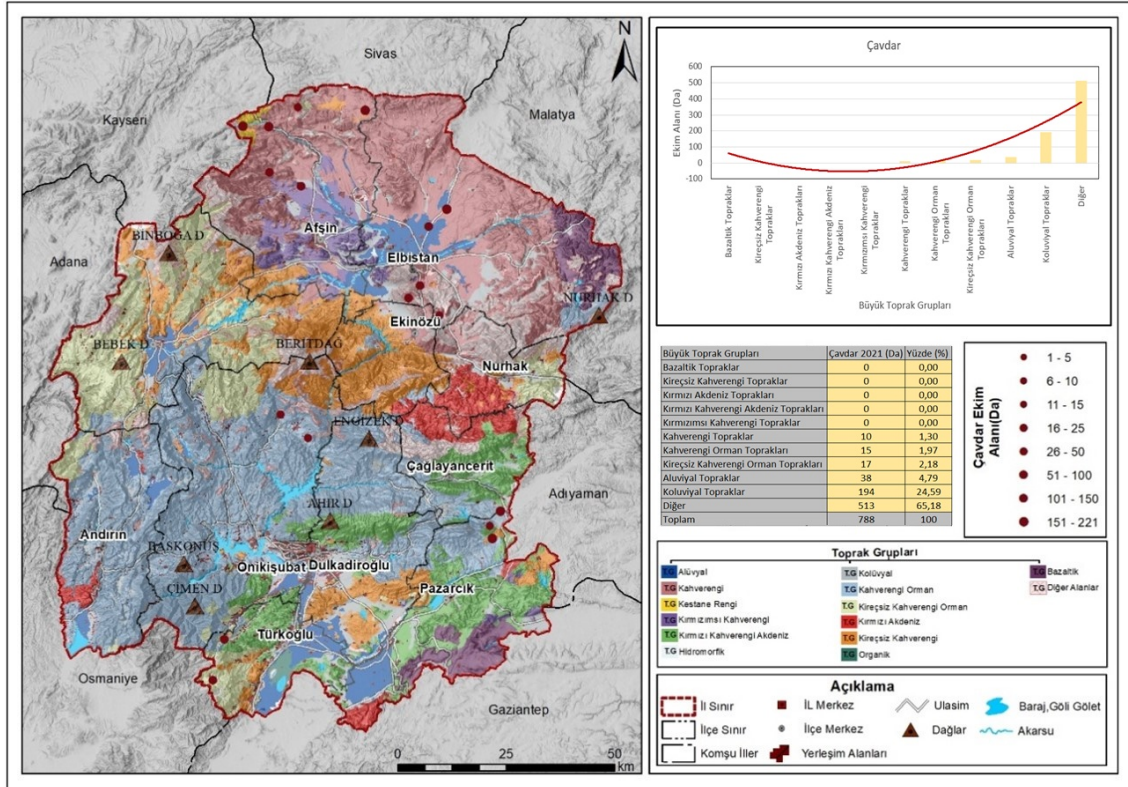 N
Sivas
Kayseri
Malatya
Adana
Afşin
BİNBOĞA D
Elbistan
NURHAK D
Ekinözü
BEBEK D
BERİTDAĞ
Nurhak
ENGİZEK D
Çağlayancerit
Adıyaman
AHIR D
Andırın
BAŞKONUŞ
Onikişubat
Dulkadiroğlu
ÇİMEN D
Pazarcık
Türkoğlu
Osmaniye
Gaziantep
0 25 50
km
Çavdar
Ekim Alanı (Da)
600
500
400
300
200
100
0
-100
Bazaltik Topraklar
Kireçsiz Kahverengi Topraklar
Kırmızı Akdeniz Toprakları
Kırmızı Kahverengi Akdeniz Toprakları
Kırmızımsı Kahverengi Topraklar
Kahverengi Topraklar
Kahverengi Orman Toprakları
Kireçsiz Kahverengi Orman Toprakları
Aluviyal Topraklar
Koluviyal Topraklar
Diğer
Büyük Toprak Grupları
Büyük Toprak Grupları Çavdar 2021 (Da) Yüzde (%)
Bazaltik Topraklar 0 0,00
Kireçsiz Kahverengi Topraklar 0 0,00
Kırmızı Akdeniz Toprakları 0 0,00
Kırmızı Kahverengi Akdeniz Toprakları 0 0,00
Kırmızımsı Kahverengi Topraklar 0 0,00
Kahverengi Topraklar 10 1,30
Kahverengi Orman Toprakları 15 1,97
Kireçsiz Kahverengi Orman Toprakları 17 2,18
Aluviyal Topraklar 38 4,79
Koluviyal Topraklar 194 24,59
Diğer 513 65,18
Toplam 788 100
Çavdar Ekim Alanı(Da)
1 - 5
6 - 10
11 - 15
16 - 25
26 - 50
51 - 100
101 - 150
151 - 221
Toprak Grupları
T.G Alüvyal
T.G Kolüvyal
T.G Bazaltik
T.G Kahverengi
T.G Kahverengi Orman
T.G Diğer Alanlar
T.G Kestane Rengi
T.G Kireçsiz Kahverengi Orman
T.G Kırmızımsı Kahverengi
T.G Kırmızı Akdeniz
T.G Kırmızı Kahverengi Akdeniz
T.G Kireçsiz Kahverengi
T.G Hidromorfik
T.G Organik
Açıklama
İl Sınır
İL Merkez
Ulasim
Baraj,Göli Gölet
İlçe Sınır
İlçe Merkez
Dağlar
Akarsu
Komşu İller
Yerleşim Alanları